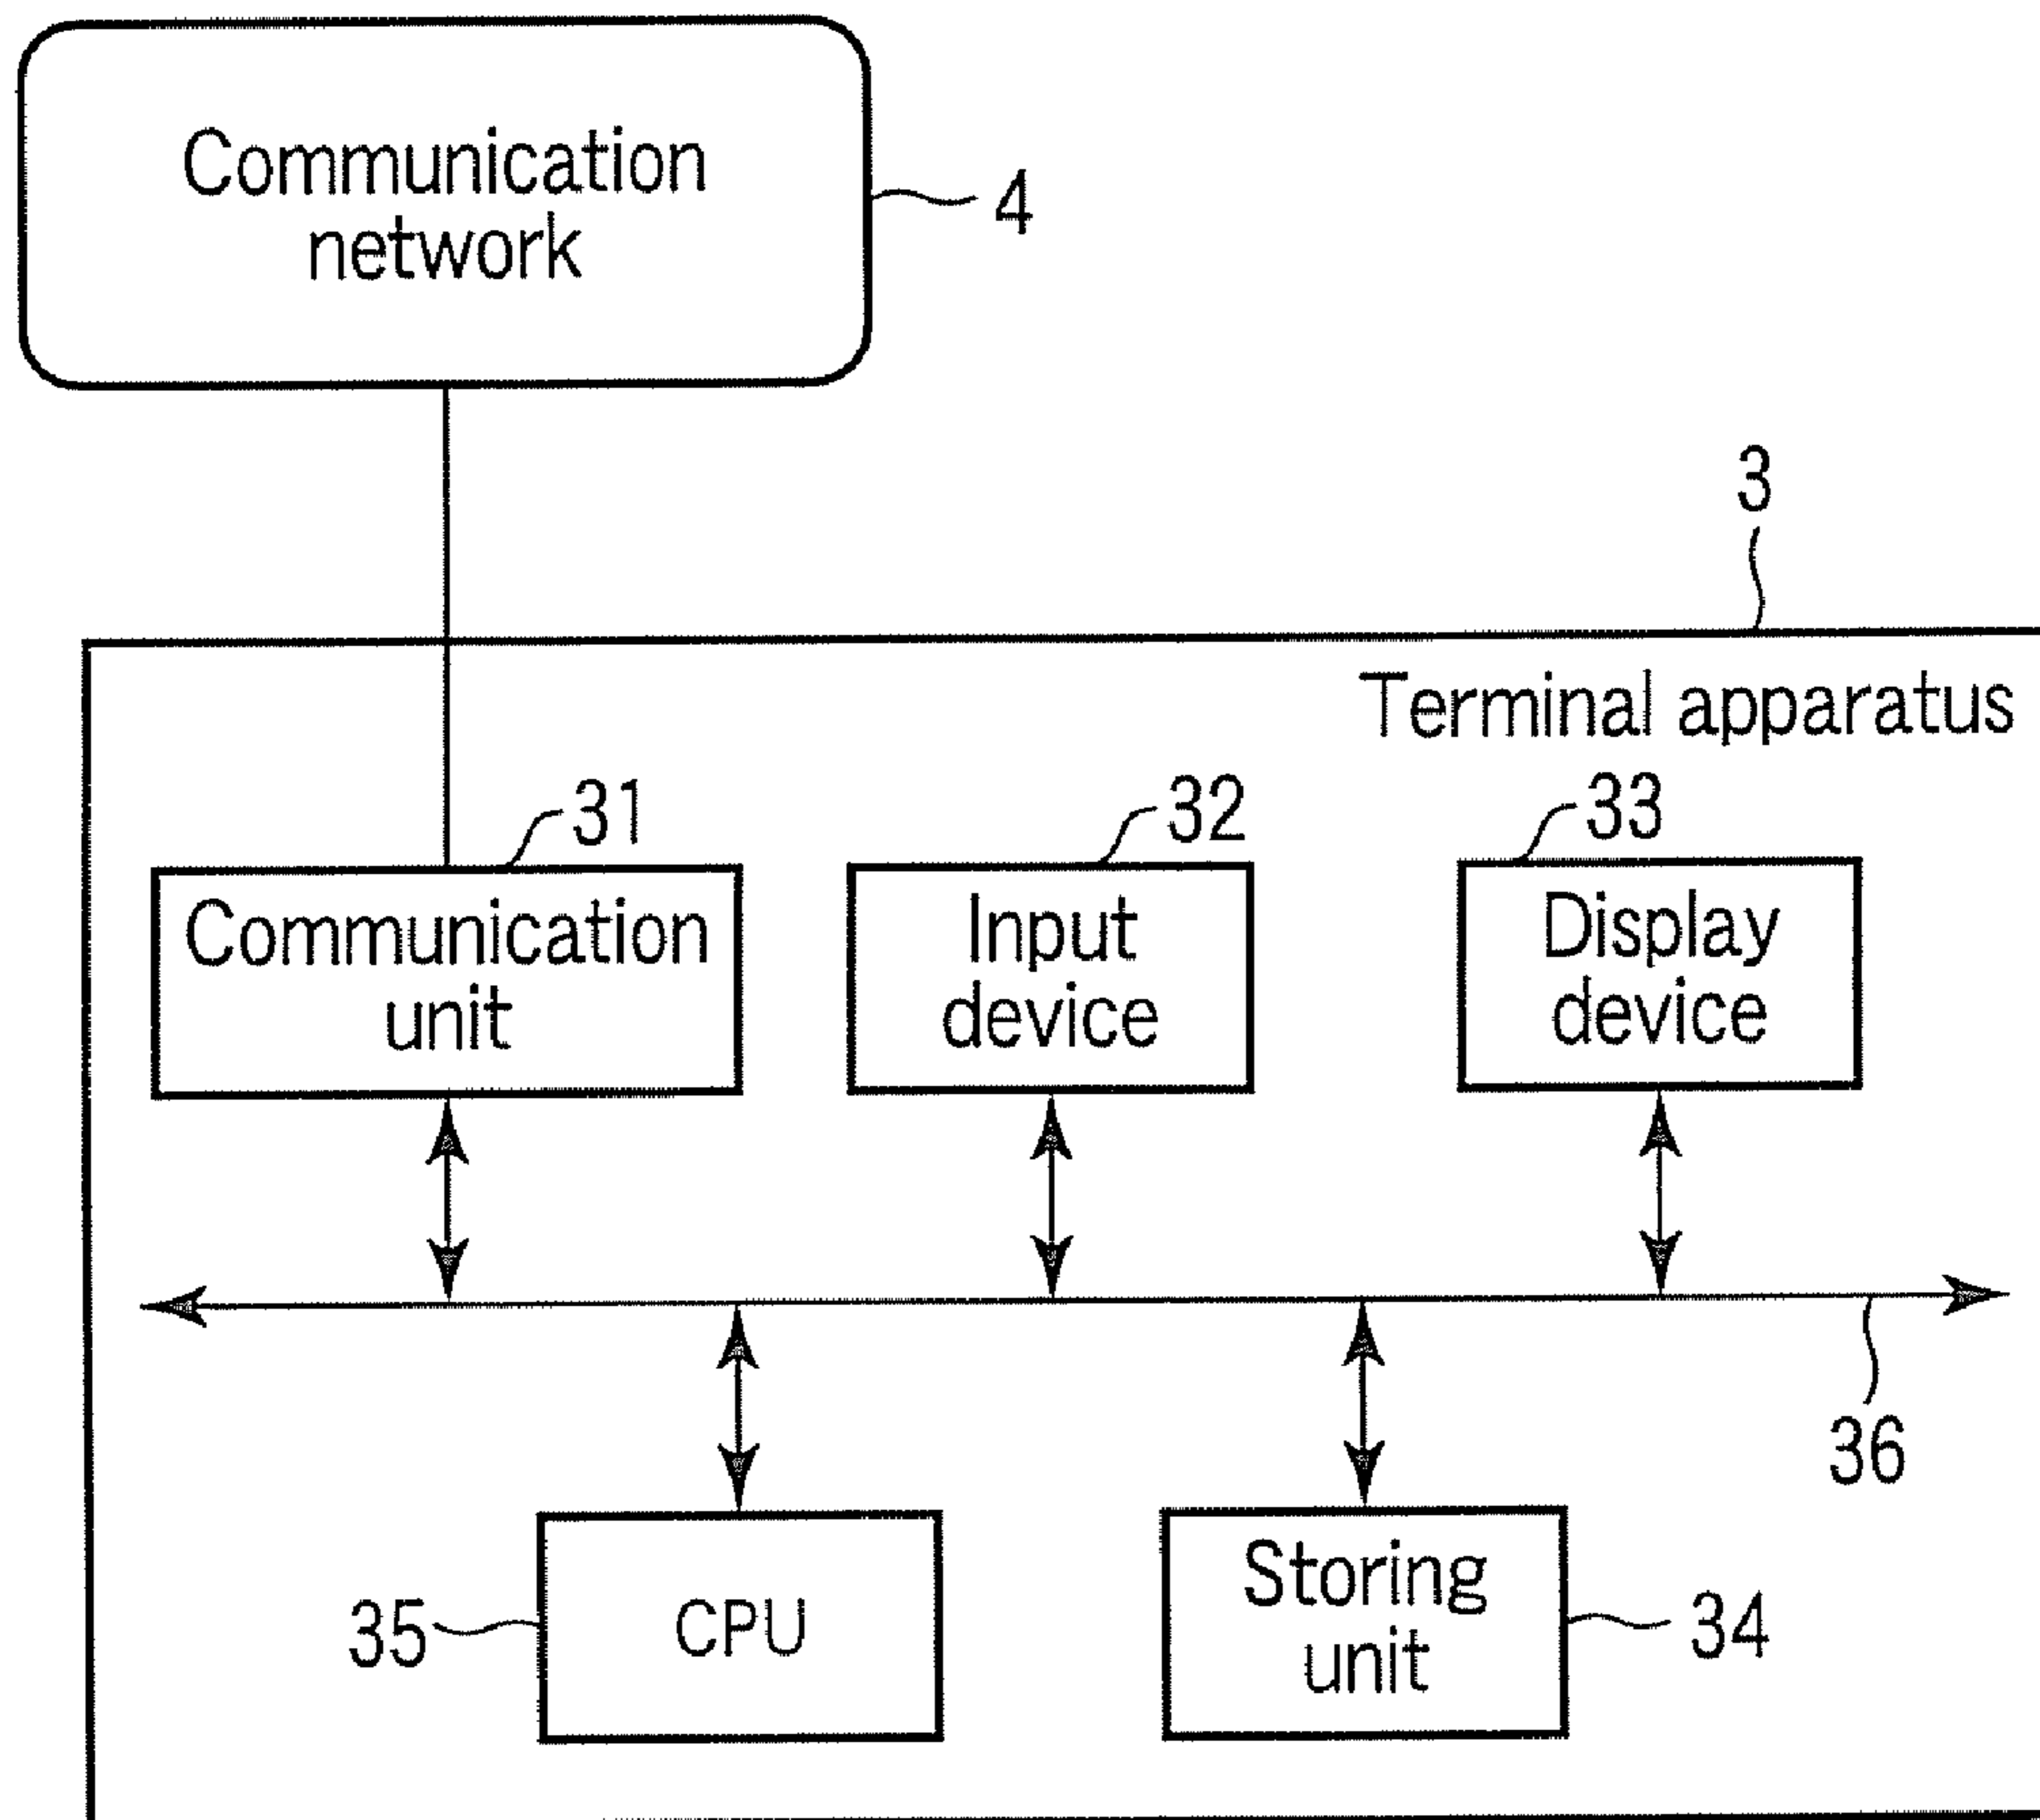 Communication
network
4
3
Terminal apparatus
31
32
33
Communication
unit
Input
device
Display
device
36
35
CPU
Storing
unit
34